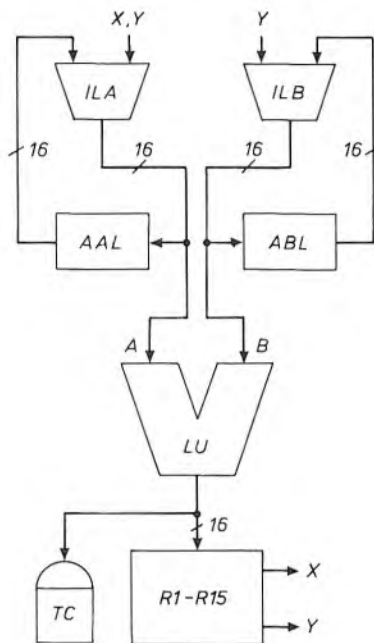 X,Y Y
ILA ILB
16 16 16 16
AAL ABL
A B
LU
16
TC R1-R15 X
Y